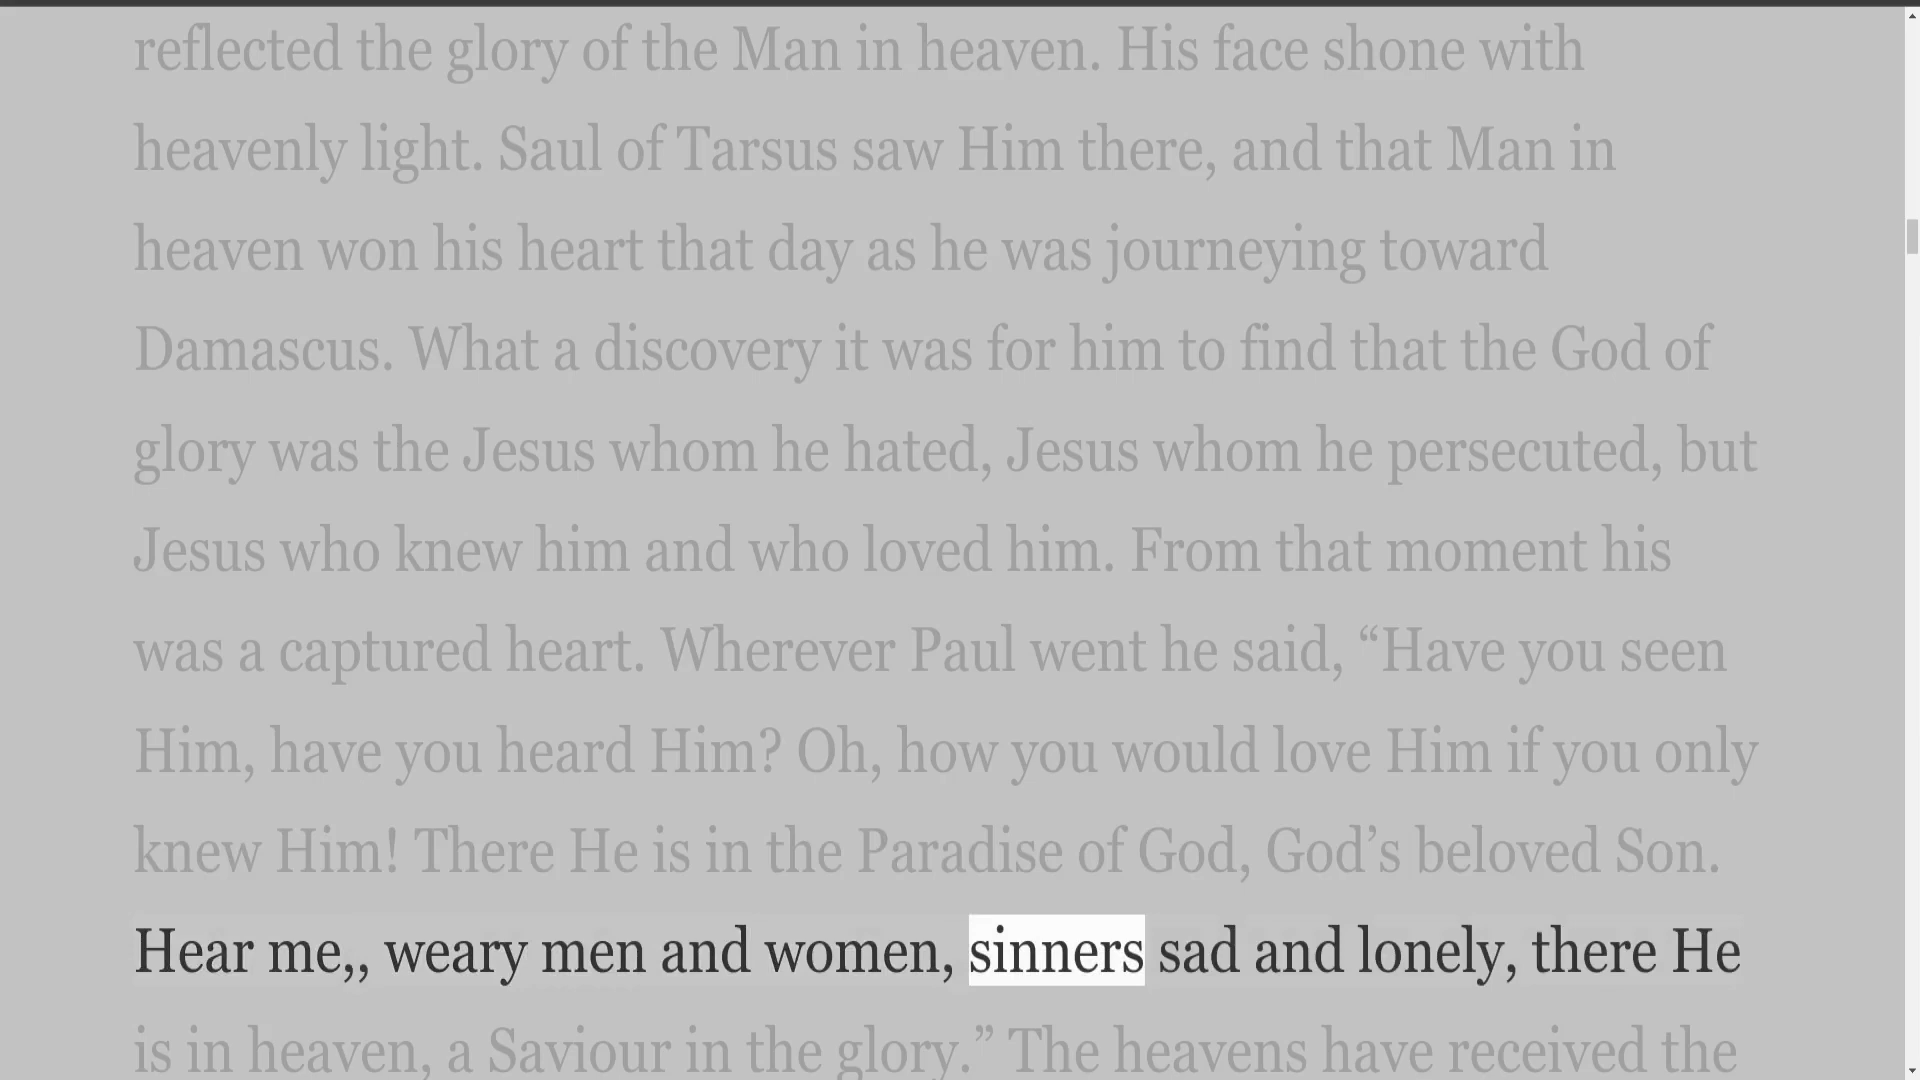 reflected the glory of the Man in heaven. His face shone with
heavenly light. Saul of Tarsus saw Him there, and that Man in
heaven won his heart that day as he was journeying toward
Damascus. What a discovery it was for him to find that the God of
glory was the Jesus whom he hated, Jesus whom he persecuted, but
Jesus who knew him and who loved him. From that moment his
was a captured heart. Wherever Paul went he said, “Have you seen
Him, have you heard Him? Oh, how you would love Him if you only
knew Him! There He is in the Paradise of God, God’s beloved Son.
Hear me,, weary men and women, sinners sad and lonely, there He
is in heaven, a Saviour in the glory.” The heavens have received the